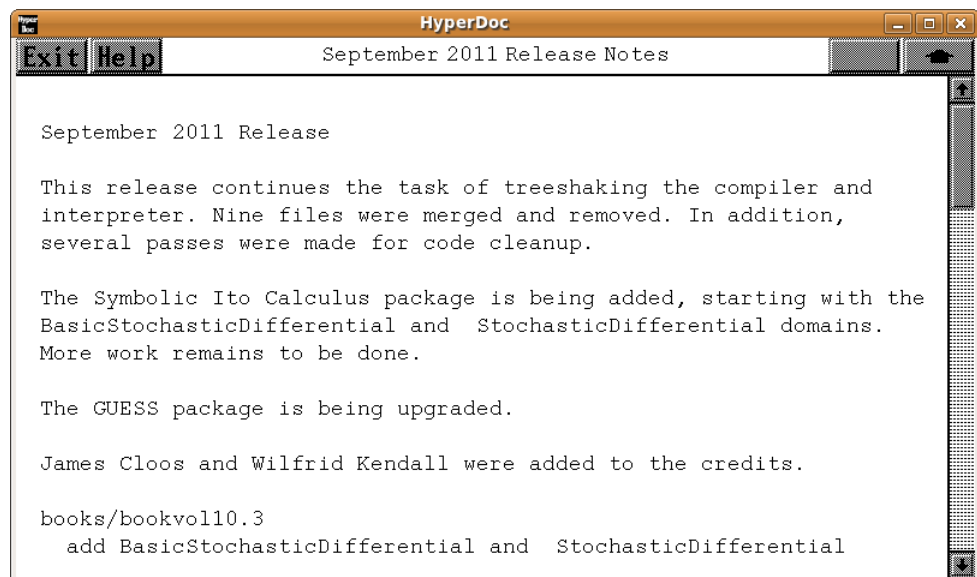 Hyper Doc
HyperDoc
Exit Help September 2011 Release Notes
September 2011 Release
This release continues the task of treeshaking the compiler and
interpreter. Nine files were merged and removed. In addition,
several passes were made for code cleanup.
The Symbolic Ito Calculus package is being added, starting with the
BasicStochasticDifferential and  StochasticDifferential domains.
More work remains to be done.
The GUESS package is being upgraded.
James Cloos and Wilfrid Kendall were added to the credits.
books/bookvol10.3
add BasicStochasticDifferential and  StochasticDifferential